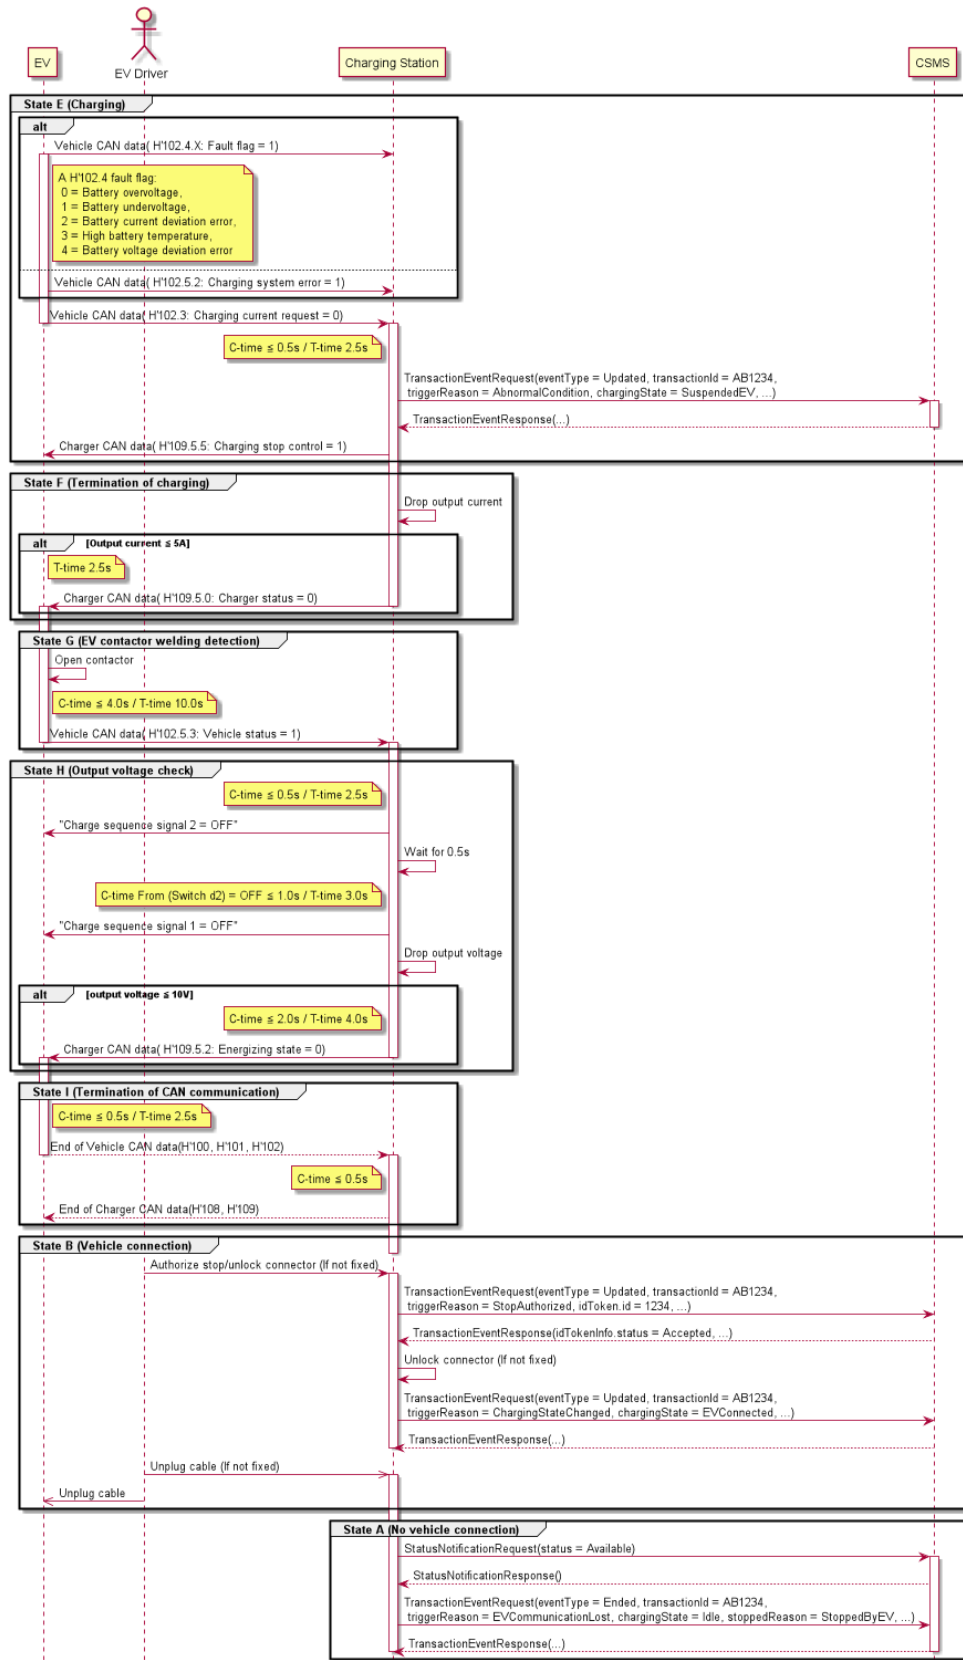 EV
EV Driver
Charging Station
CSMS
State E (Charging)
alt
Vehicle CAN data( H'102.4.X: Fault flag = 1)
A H'102.4 fault flag:
0 = Battery overvoltage,
1 = Battery undervoltage,
2 = Battery current deviation error,
3 = High battery temperature,
4 = Battery voltage deviation error
Vehicle CAN data( H'102.5.2: Charging system error = 1)
Vehicle CAN data( H'102.3: Charging current request = 0)
C-time ≦ 0.5s / T-time 2.5s
TransactionEventRequest(eventType = Updated, transactionId = AB1234,
triggerReason = AbnormalCondition, chargingState = SuspendedEV, ...)
TransactionEventResponse(...)
Charger CAN data( H'109.5.5: Charging stop control = 1)
State F (Termination of charging)
Drop output current
alt [Output current ≦ 5A]
T-time 2.5s
Charger CAN data( H'109.5.0: Charger status = 0)
State G (EV contactor welding detection)
Open contactor
C-time ≦ 4.0s / T-time 10.0s
Vehicle CAN data( H'102.5.3: Vehicle status = 1)
State H (Output voltage check)
C-time ≦ 0.5s / T-time 2.5s
"Charge sequence signal 2 = OFF"
Wait for 0.5s
C-time From (Switch d2) = OFF ≦ 1.0s / T-time 3.0s
"Charge sequence signal 1 = OFF"
Drop output voltage
alt [output voltage ≦ 10V]
C-time ≦ 2.0s / T-time 4.0s
Charger CAN data( H'109.5.2: Energizing state = 0)
State I (Termination of CAN communication)
C-time ≦ 0.5s / T-time 2.5s
End of Vehicle CAN data(H'100, H'101, H'102)
C-time ≦ 0.5s
End of Charger CAN data(H'108, H'109)
State B (Vehicle connection)
Authorize stop/unlock connector (If not fixed)
TransactionEventRequest(eventType = Updated, transactionId = AB1234,
triggerReason = StopAuthorized, idToken.id = 1234, ...)
TransactionEventResponse(idTokenInfo.status = Accepted, ...)
Unlock connector (If not fixed)
TransactionEventRequest(eventType = Updated, transactionId = AB1234,
triggerReason = ChargingStateChanged, chargingState = EVConnected, ...)
TransactionEventResponse(...)
Unplug cable (If not fixed)
Unplug cable
State A (No vehicle connection)
StatusNotificationRequest(status = Available)
StatusNotificationResponse()
TransactionEventRequest(eventType = Ended, transactionId = AB1234,
triggerReason = EVCommunicationLost, chargingState = Idle, stoppedReason = StoppedByEV, ...)
TransactionEventResponse(...)